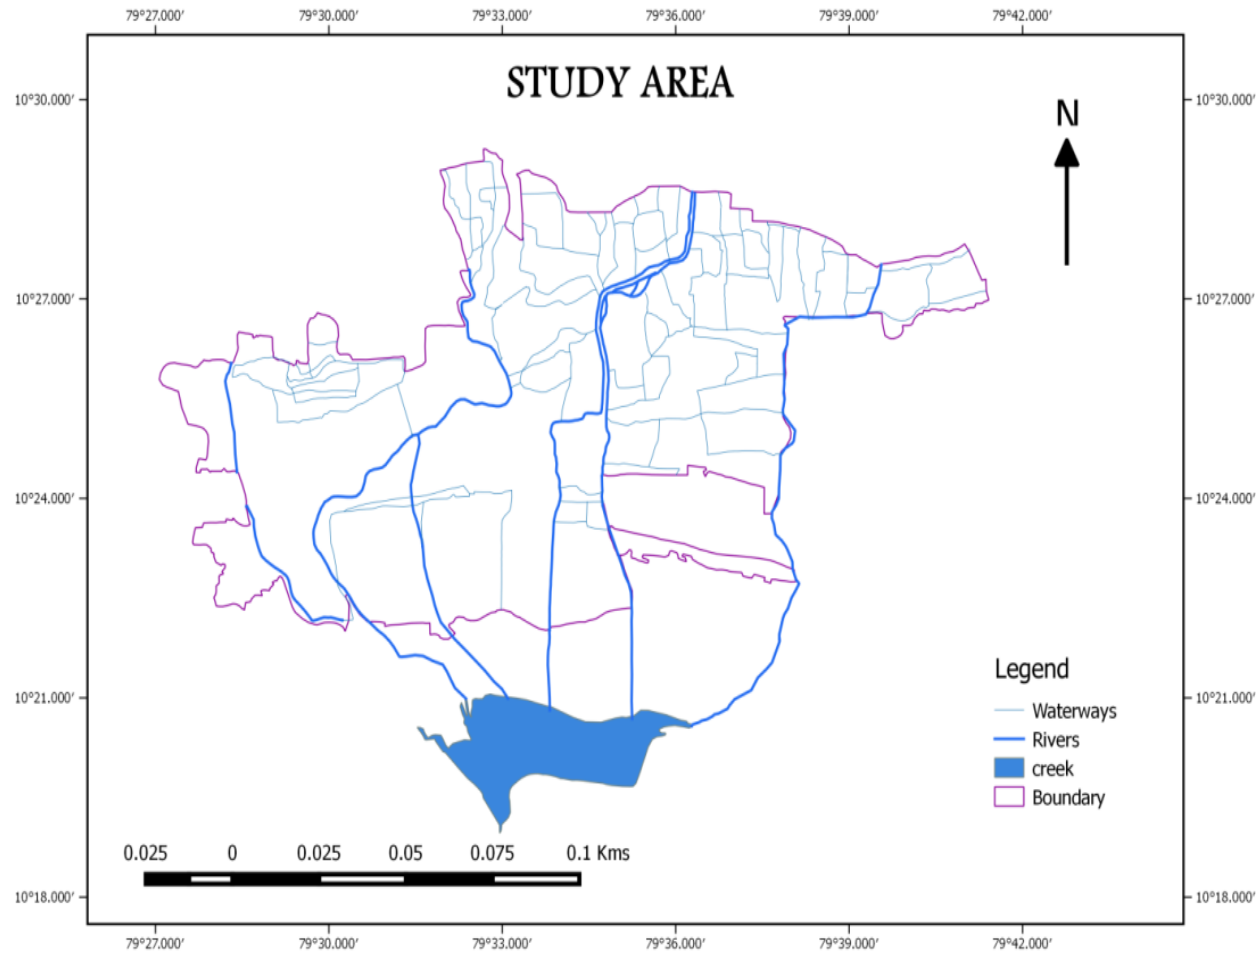 79°27.000′ 79°30.000′ 79°33.000′ 79°36.000′ 79°39.000′ 79°42.000′
STUDY AREA
10°30.000′ 10°30.000′
N
10°27.000′ 10°27.000′
10°24.000′ 10°24.000′
Legend
10°21.000′ 10°21.000′
Waterways
Rivers
creek
Boundary
0.025 0 0.025 0.05 0.075 0.1 Kms
10°18.000′ 10°18.000′
79°27.000′ 79°30.000′ 79°33.000′ 79°36.000′ 79°39.000′ 79°42.000′